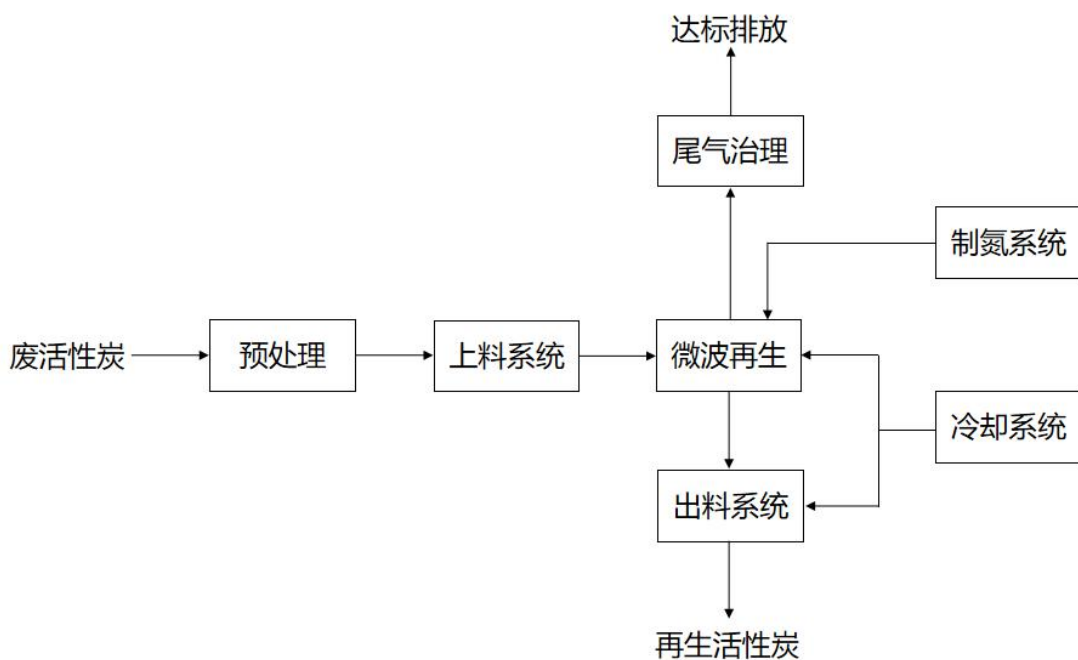 达标排放
尾气治理
制氮系统
废活性炭
预处理
上料系统
微波再生
冷却系统
出料系统
再生活性炭